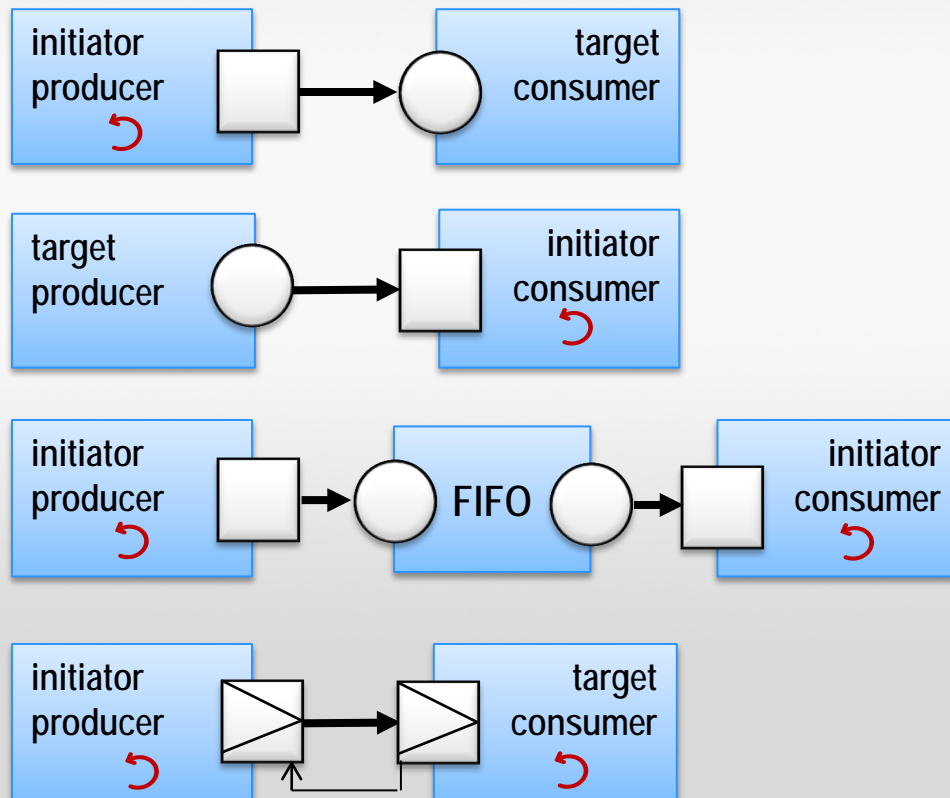 initiator
producer
target
consumer
target
producer
initiator
consumer
initiator
producer
FIFO
initiator
consumer
initiator
producer
target
consumer